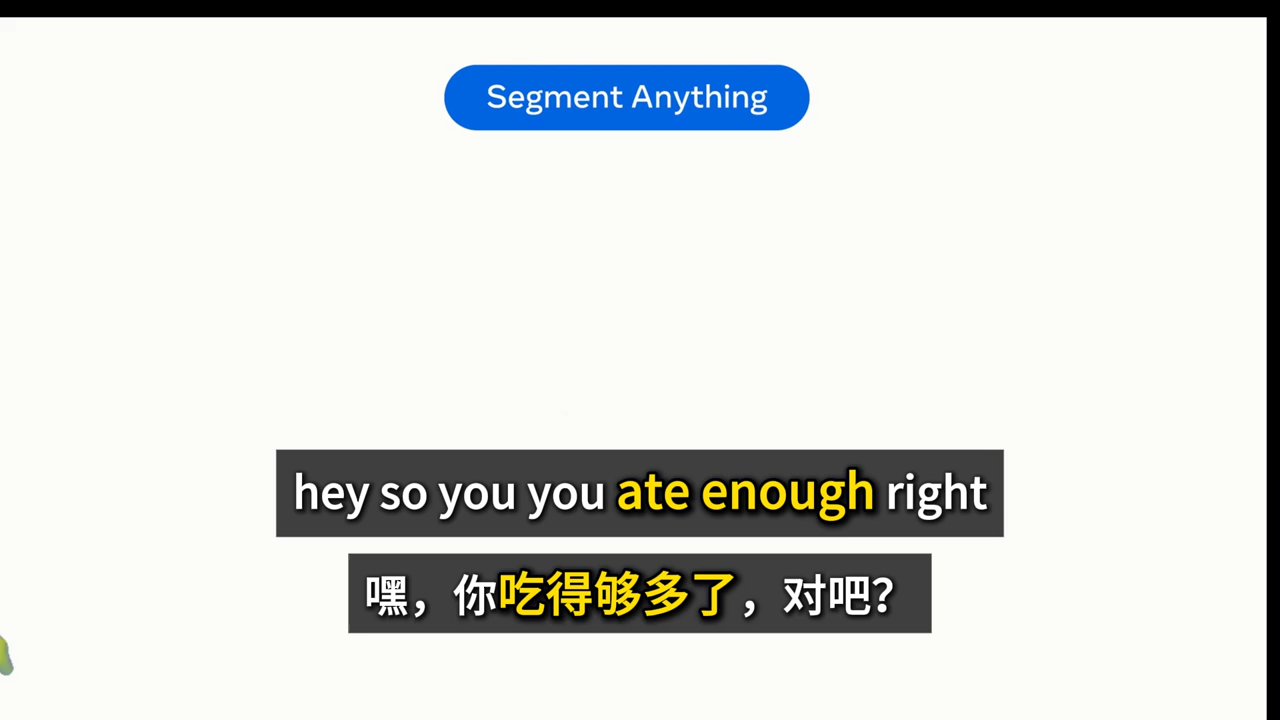 Segment Anything
hey so you you ate enough right
嘿，你吃得够多了，对吧？